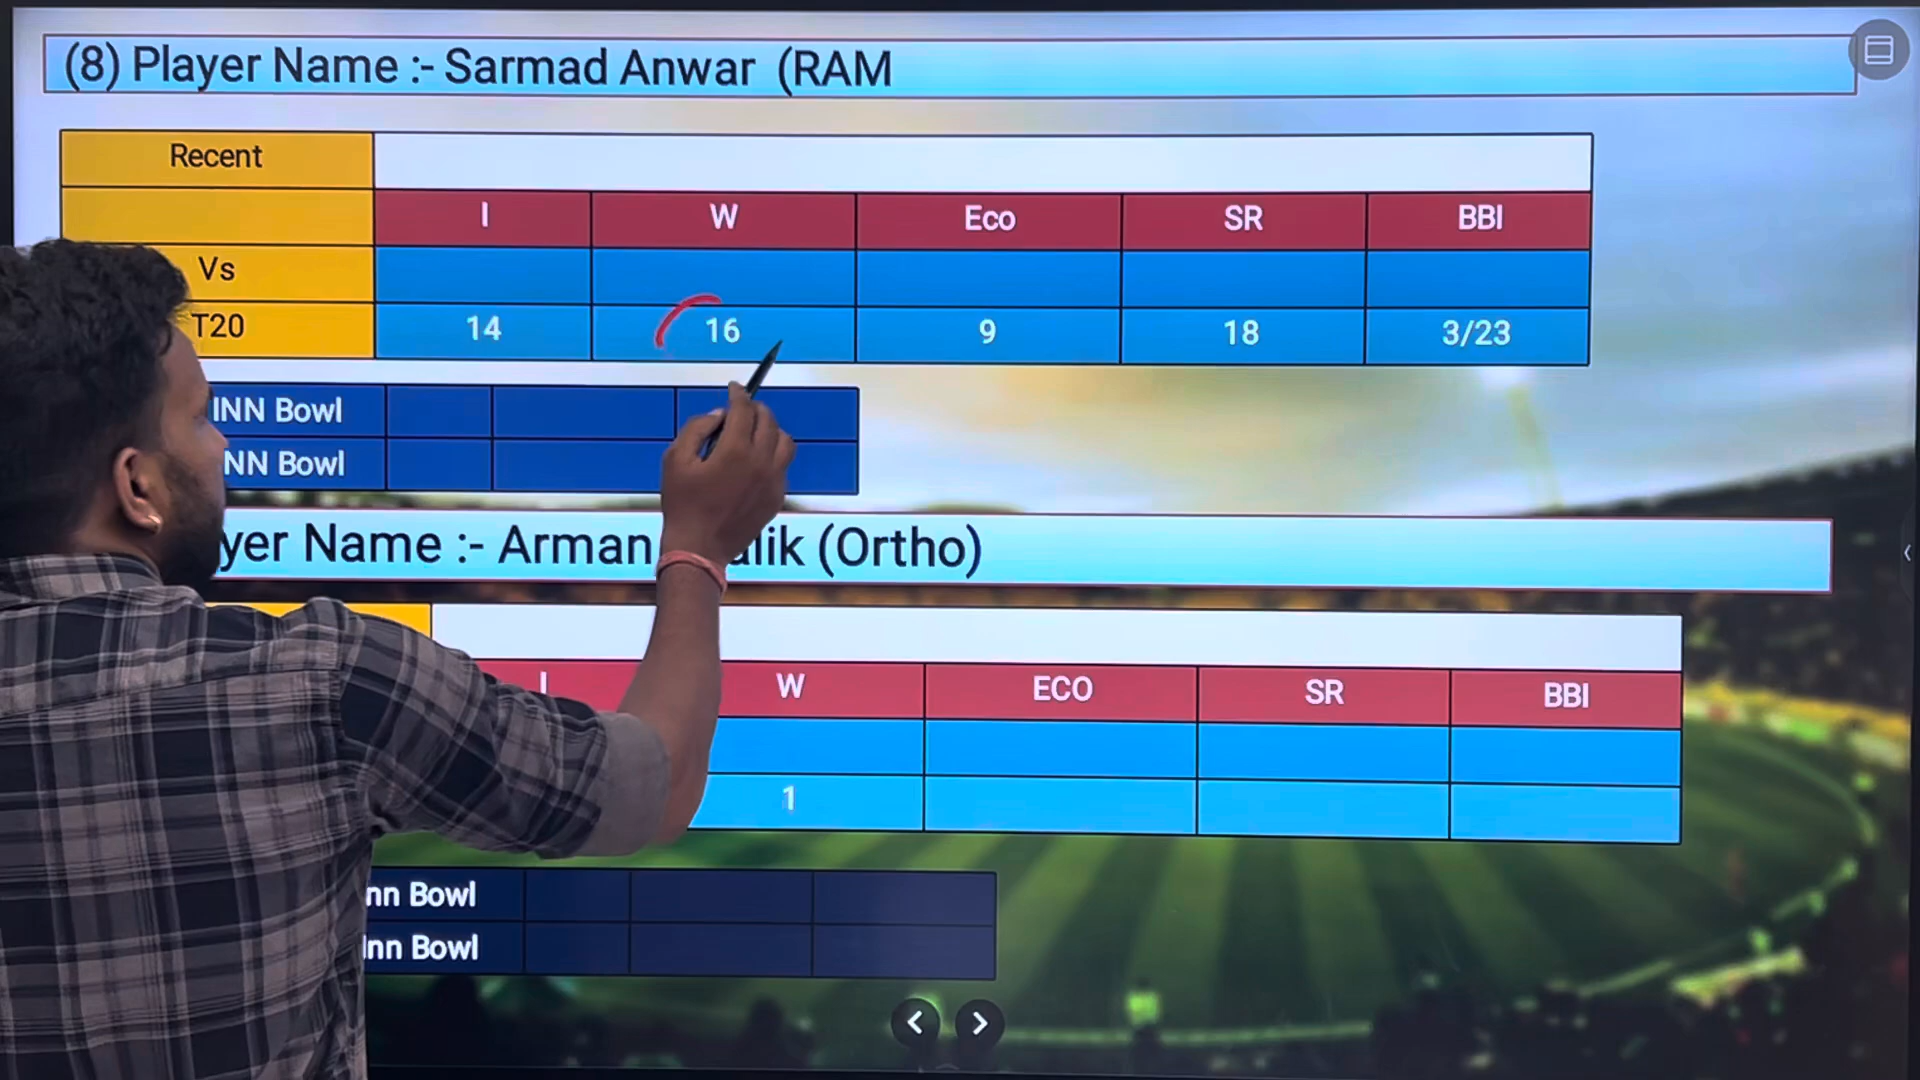 (8) Player Name :- Sarmad Anwar (RAM
Recent
I W Eco SR BBI
Vs
T20 14 16 9 18 3/23
INN Bowl
NN Bowl
yer Name :- Arman alik (Ortho)
I W ECO SR BBI
1
nn Bowl
Inn Bowl